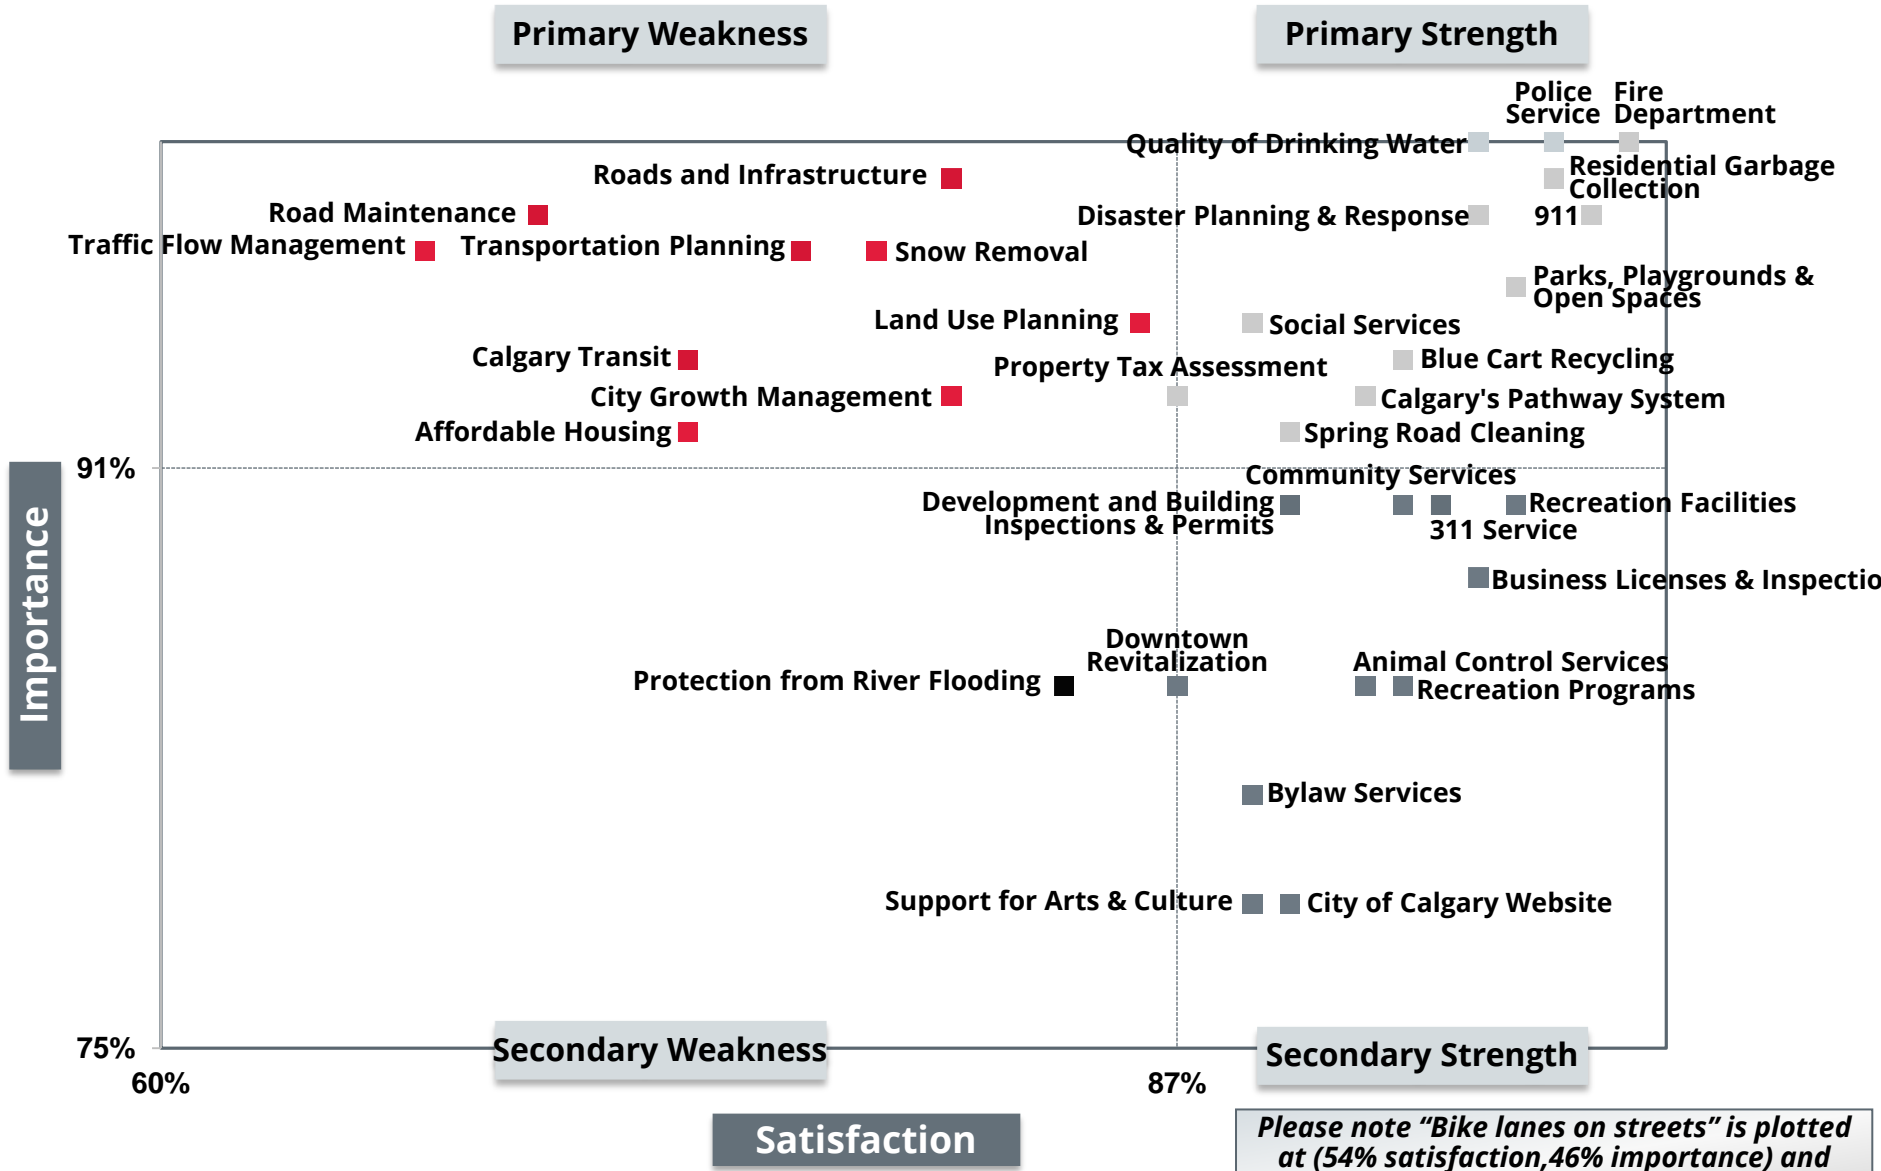 Primary Weakness
Primary Strength
Police
Service
Fire
Department
Quality of Drinking Water
Roads and Infrastructure
Residential Garbage
Collection
Road Maintenance
Disaster Planning & Response
911
Traffic Flow Management
Transportation Planning
Snow Removal
Parks, Playgrounds &
Open Spaces
Land Use Planning
Social Services
Calgary Transit
Property Tax Assessment
Blue Cart Recycling
City Growth Management
Calgary's Pathway System
Affordable Housing
Spring Road Cleaning
91%
Community Services
Development and Building
Inspections & Permits
Recreation Facilities
311 Service
Importance
Business Licenses & Inspectio
Downtown
Revitalization
Protection from River Flooding
Animal Control Services
Recreation Programs
Bylaw Services
Support for Arts & Culture
City of Calgary Website
75%
Secondary Weakness
Secondary Strength
60%
87%
Satisfaction
Please note “Bike lanes on streets” is plotted
at (54% satisfaction,46% importance) and